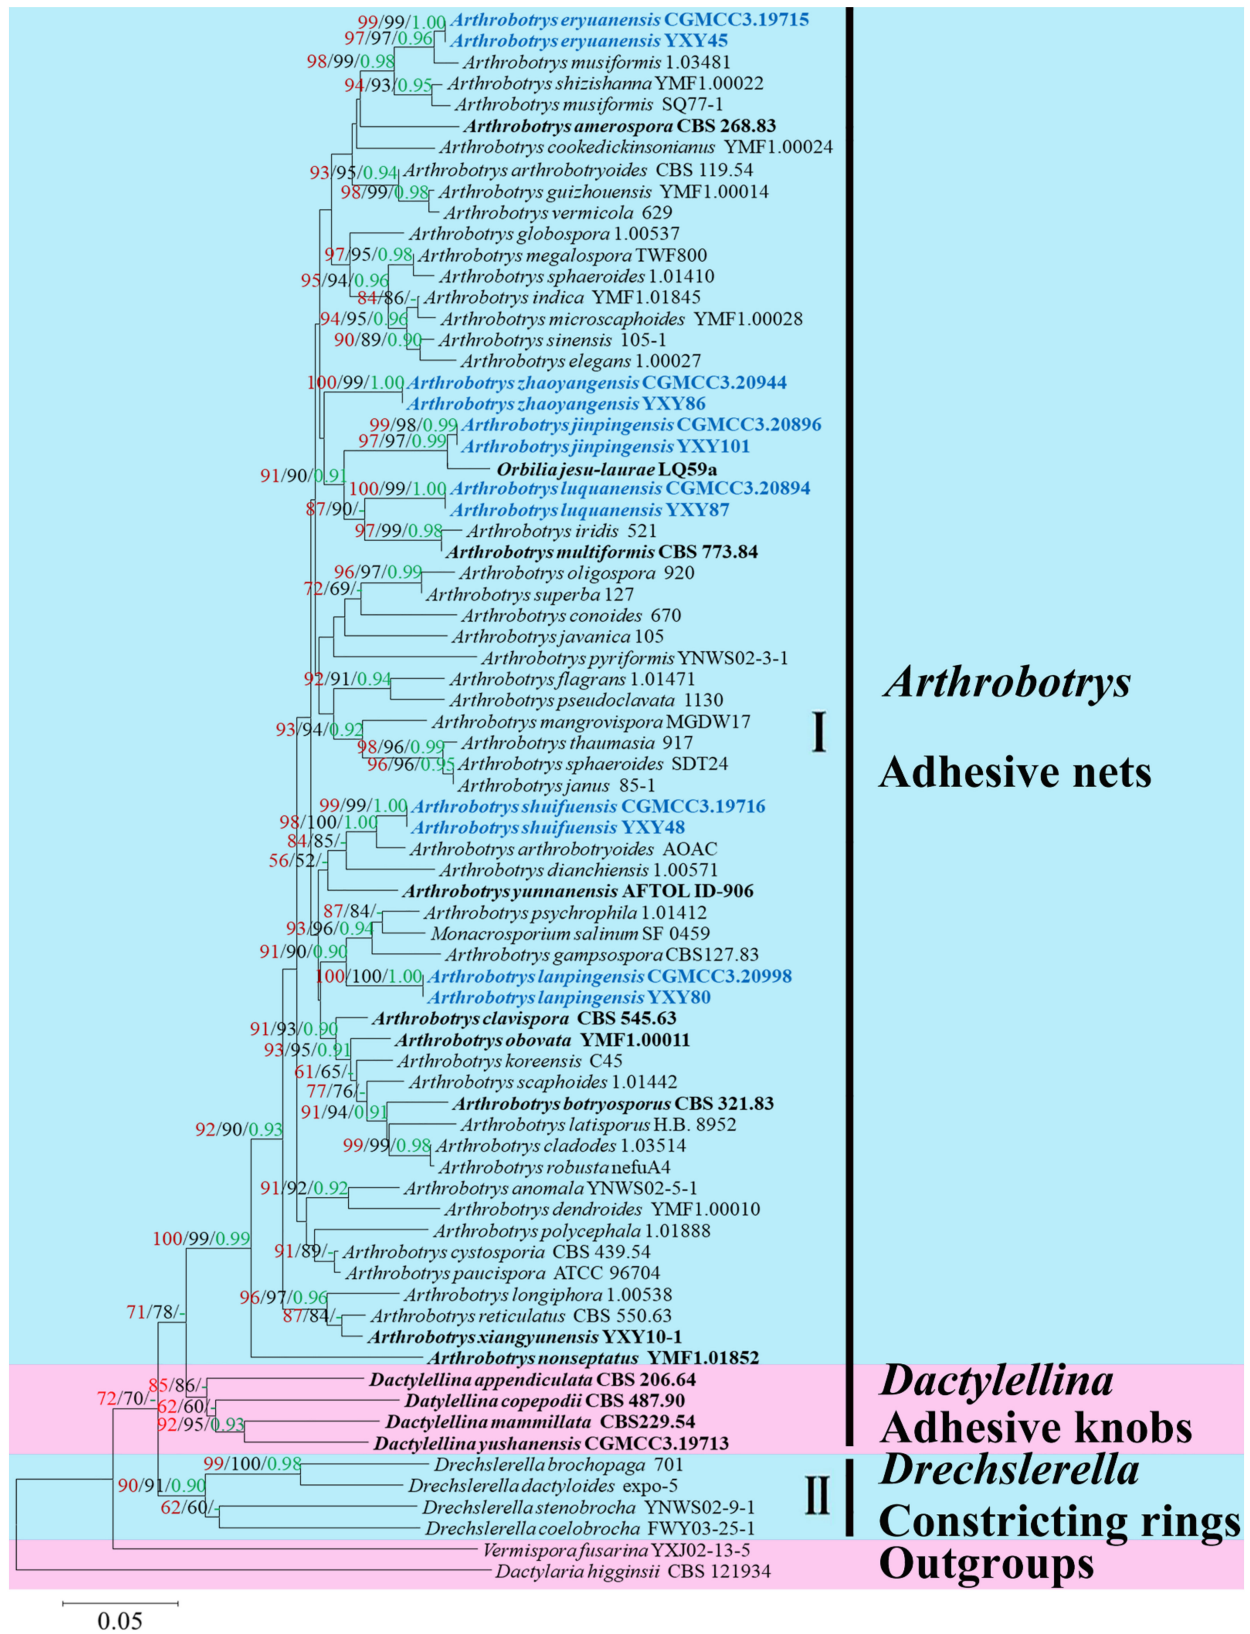 99/99/1.00 Arthrobotrys eryuanensis CGMCC3.19715
97/97/0.96 Arthrobotrys eryuanensis YXY45
98/99/0.98 Arthrobotrys musiformis 1.03481
94/93/0.95 Arthrobotrys shizishanna YMF1.00022
Arthrobotrys musiformis SQ77-1
Arthrobotrys amerospora CBS 268.83
Arthrobotrys cookedickinsonianus YMF1.00024
93/95/0.94 Arthrobotrys arthrobotryoides CBS 119.54
98/99/0.98 Arthrobotrys guizhouensis YMF1.00014
Arthrobotrys vermicola 629
Arthrobotrys globospora 1.00537
97/95/0.98 Arthrobotrys megalospora TWF800
95/94/0.96 Arthrobotrys sphaeroides 1.01410
84/86/- Arthrobotrys indica YMF1.01845
94/95/0.96 Arthrobotrys microscaphoides YMF1.00028
90/89/0.90 Arthrobotrys sinensis 105-1
Arthrobotrys elegans 1.00027
100/99/1.00 Arthrobotrys zhaoyangensis CGMCC3.20944
Arthrobotrys zhaoyangensis YXY86
99/98/0.99 Arthrobotrys jinpingensis CGMCC3.20896
97/97/0.99 Arthrobotrys jinpingensis YXY101
91/90/0.91 Orbilia jesu-laurae LQ59a
100/99/1.00 Arthrobotrys luquanensis CGMCC3.20894
87/90/- Arthrobotrys luquanensis YXY87
97/99/0.98 Arthrobotrys iridis 521
Arthrobotrys multiformis CBS 773.84
96/97/0.99 Arthrobotrys oligospora 920
72/69/- Arthrobotrys superba 127
Arthrobotrys conoides 670
Arthrobotrys javanica 105
Arthrobotrys pyriformis YNWS02-3-1
92/91/0.94 Arthrobotrys flagrans 1.01471
Arthrobotrys pseudoclavata 1130
93/94/0.92 Arthrobotrys mangrovispora MGDW17
98/96/0.99 Arthrobotrys thaumasia 917
96/96/0.95 Arthrobotrys sphaeroides SDT24
Arthrobotrys janus 85-1
99/99/1.00 Arthrobotrys shuifuensis CGMCC3.19716
98/100/1.00 Arthrobotrys shuifuensis YXY48
84/85/- Arthrobotrys arthrobotryoides AOAC
56/52/- Arthrobotrys dianchiensis 1.00571
Arthrobotrys yunnanensis AFTOL ID-906
87/84/- Arthrobotrys psychrophila 1.01412
93/96/0.94 Monacrosporium salinum SF 0459
91/90/0.90 Arthrobotrys gampsospora CBS127.83
100/100/1.00 Arthrobotrys lanpingensis CGMCC3.20998
Arthrobotrys lanpingensis YXY80
91/93/0.90 Arthrobotrys clavispora CBS 545.63
93/95/0.91 Arthrobotrys obovata YMF1.00011
61/65/- Arthrobotrys koreensis C45
77/76/- Arthrobotrys scaphoides 1.01442
91/94/0.91 Arthrobotrys botryosporus CBS 321.83
92/90/0.93 Arthrobotrys latisporus H.B. 8952
99/99/0.98 Arthrobotrys cladodes 1.03514
Arthrobotrys robusta nefuA4
91/92/0.92 Arthrobotrys anomala YNWS02-5-1
Arthrobotrys dendroides YMF1.00010
100/99/0.99 Arthrobotrys polycephala 1.01888
91/89/- Arthrobotrys cystosporia CBS 439.54
Arthrobotrys paucispora ATCC 96704
96/97/0.96 Arthrobotrys longiphora 1.00538
71/78/- 87/84/- Arthrobotrys reticulatus CBS 550.63
Arthrobotrys xiangyunensis YXY10-1
Arthrobotrys nonseptatus YMF1.01852
I
Arthrobotrys
Adhesive nets
85/86/- Dactylellina appendiculata CBS 206.64
72/70/- 62/60/- Datylellina copepodii CBS 487.90
92/95/0.93 Dactylellina mammillata CBS229.54
Dactylellina yushanensis CGMCC3.19713
Dactylellina
Adhesive knobs
99/100/0.98 Drechslerella brochopaga 701
90/91/0.90 Drechslerella dactyloides expo-5
62/60/- Drechslerella stenobrocha YNWS02-9-1
Drechslerella coelobrocha FWY03-25-1
II
Drechslerella
Constricting rings
Vermispora fusarina YXJ02-13-5
Dactylaria higginsii CBS 121934
Outgroups
0.05